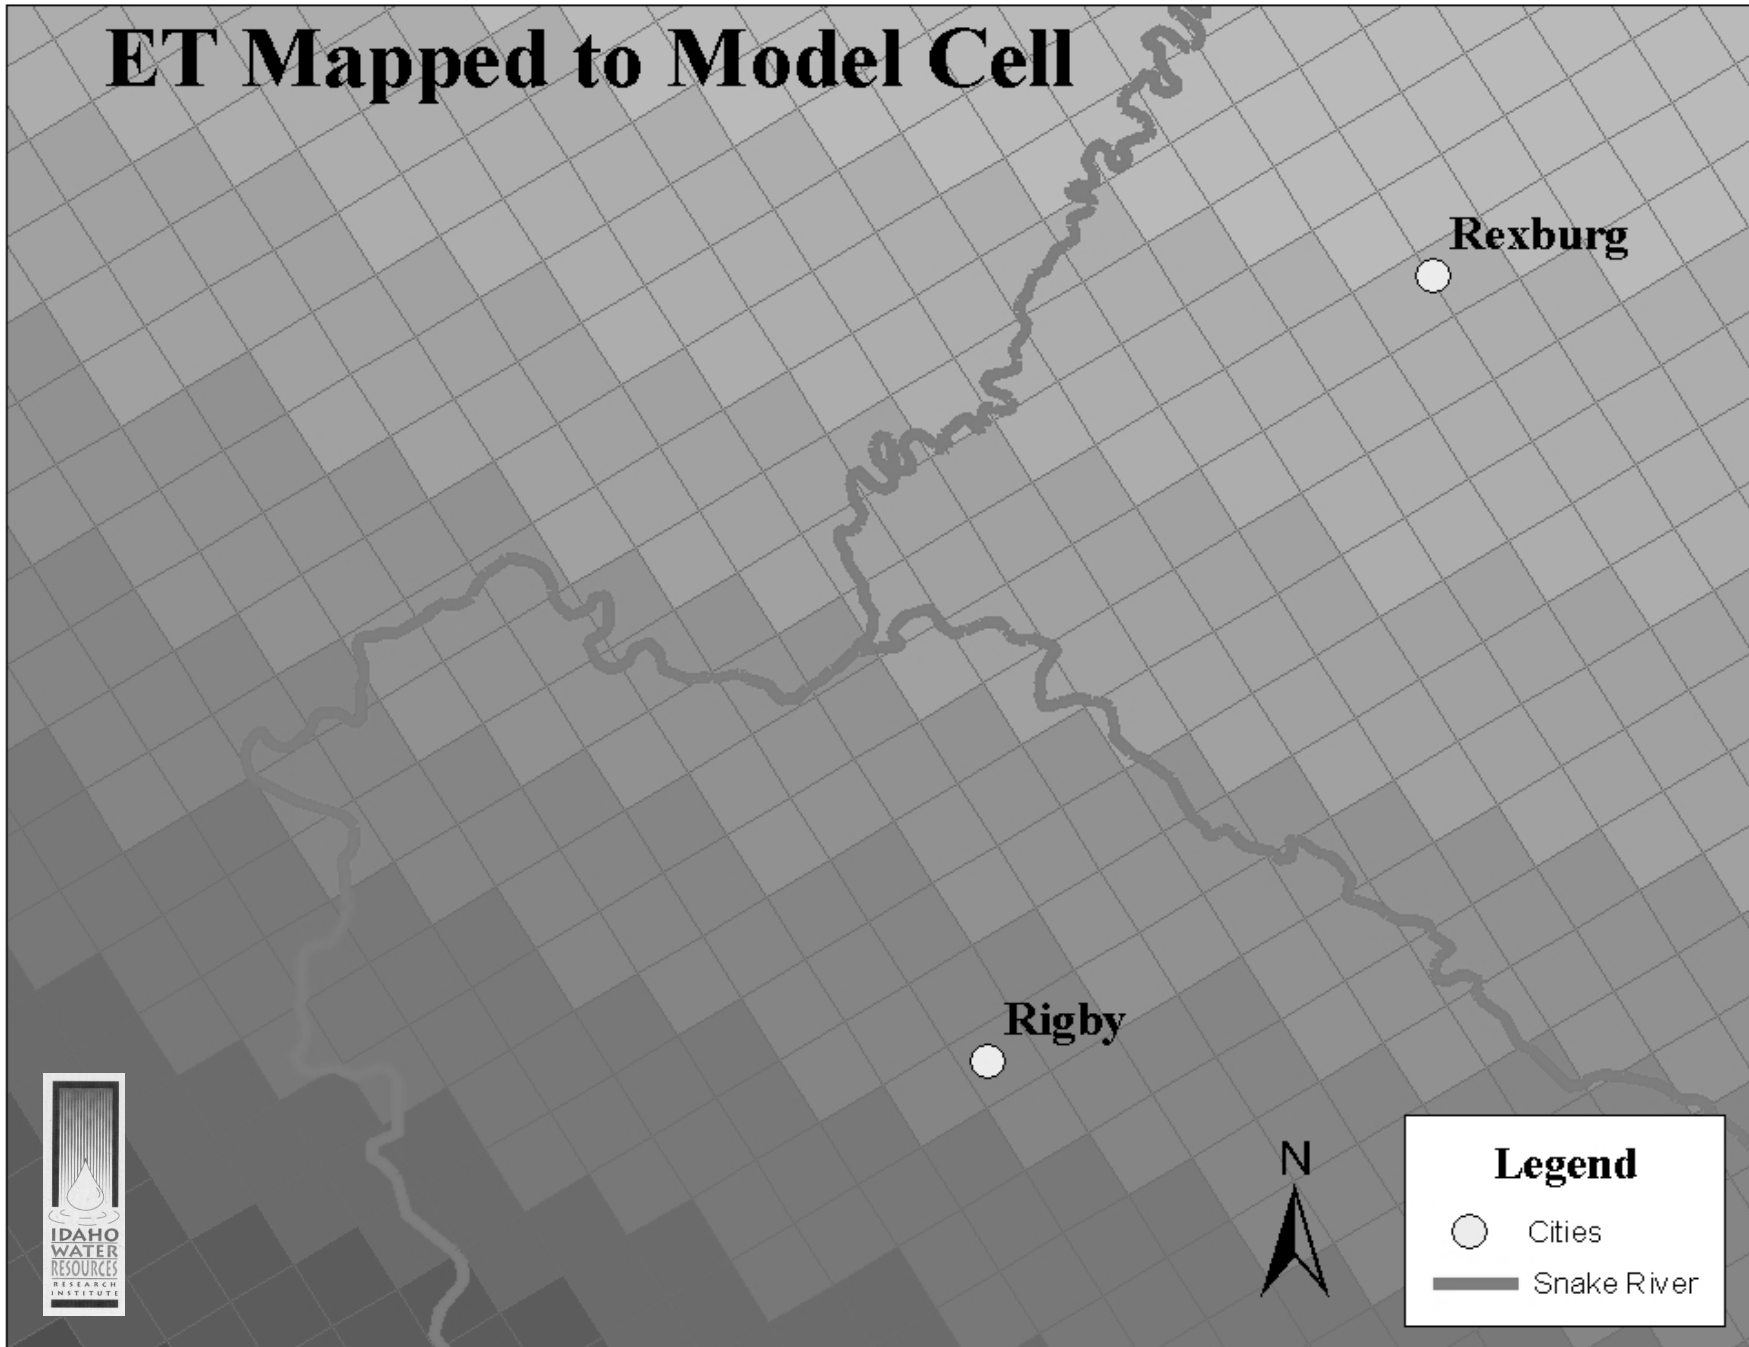 ET Mapped to Model Cell
Rexburg
Rigby
N
Legend
Cities
Snake River
IDAHO
WATER
RESOURCES
RESEARCH
INSTITUTE